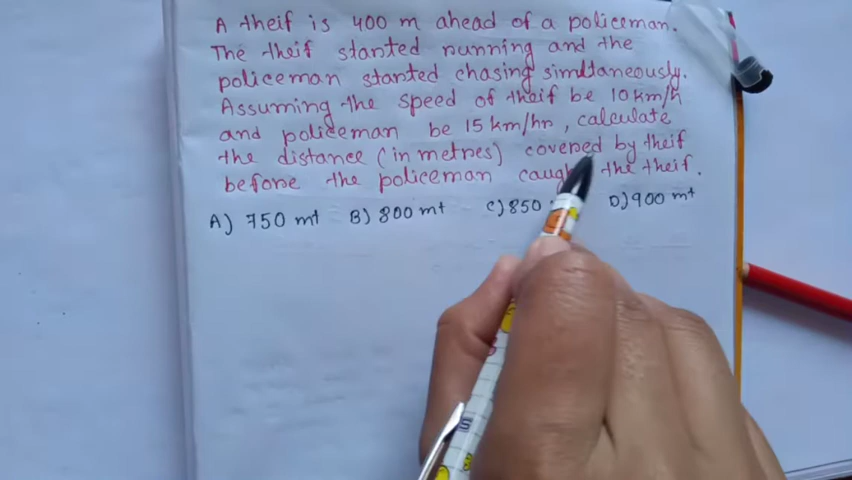 A theif is 400 m ahead of a policeman.
The theif started running and the
policeman started chasing simultaneously.
Assuming the speed of theif be 10 km/h
and policeman be 15 km/hr, calculate
the distance (in metres) covered by theif
before the policeman the theif.
A) 750 mt B) 800 mt C) 850 D) 900 mt